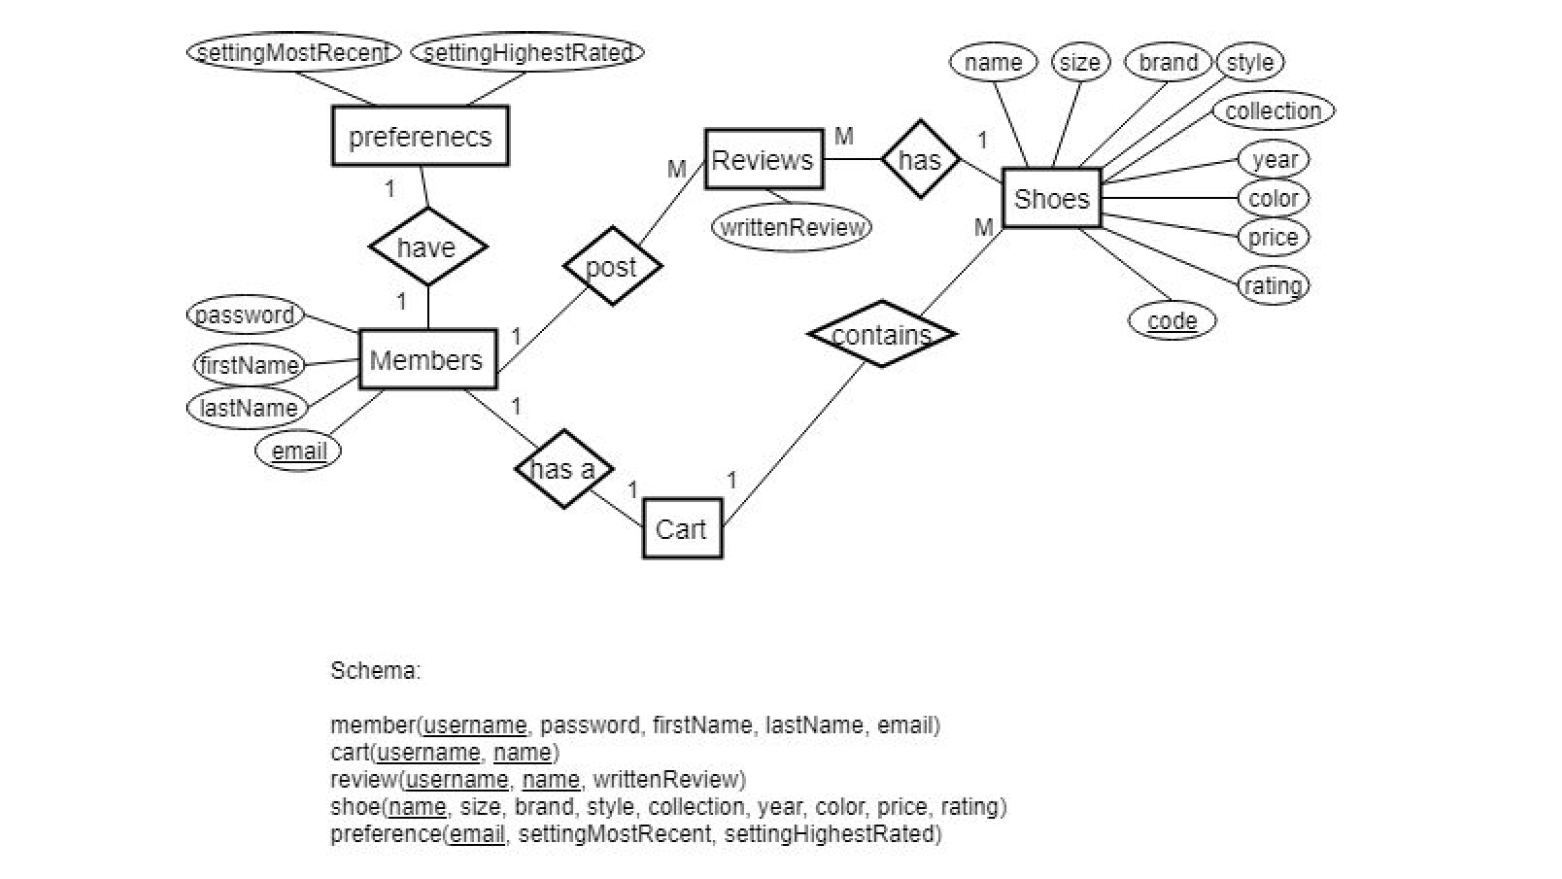 settingMostRecent settingHighestRated
name size brand style
collection
preferenecs
Reviews M has 1
year
M
1
Shoes
color
writtenReview M
price
have
post
rating
1
password
1
contains
code
Members
firstName
lastName
1
email
has a
1 1
Cart
Schema:
member(username, password, firstName, lastName, email)
cart(username, name)
review(username, name, writtenReview)
shoe(name, size, brand, style, collection, year, color, price, rating)
preference(email, settingMostRecent, settingHighestRated)